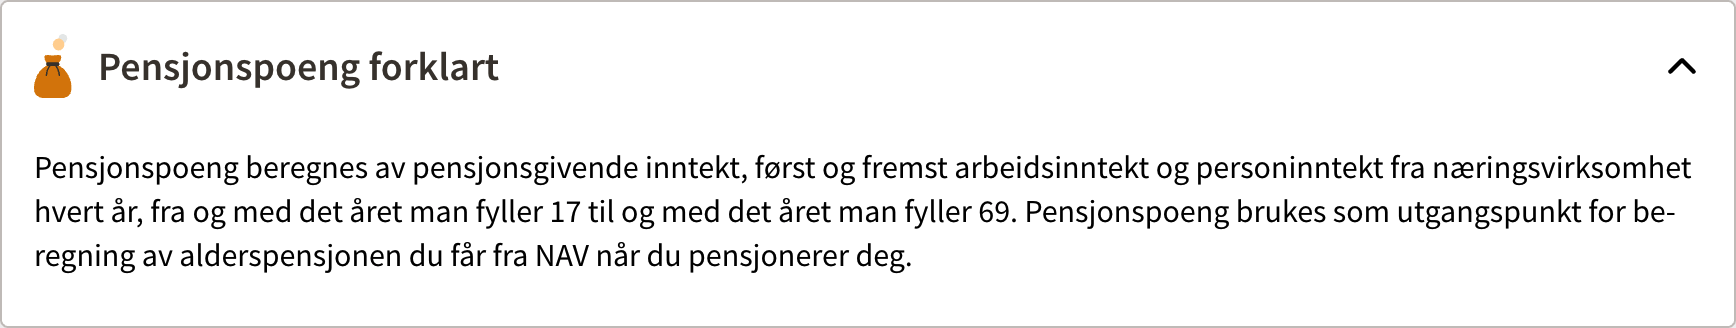 Pensjonspoeng forklart
Pensjonspoeng beregnes av pensjonsgivende inntekt, først og fremst arbeidsinntekt og personinntekt fra næringsvirksomhet
hvert år, fra og med det året man fyller 17 til og med det året man fyller 69. Pensjonspoeng brukes som utgangspunkt for be-
regning av alderspensjonen du får fra NAV når du pensjonerer deg.